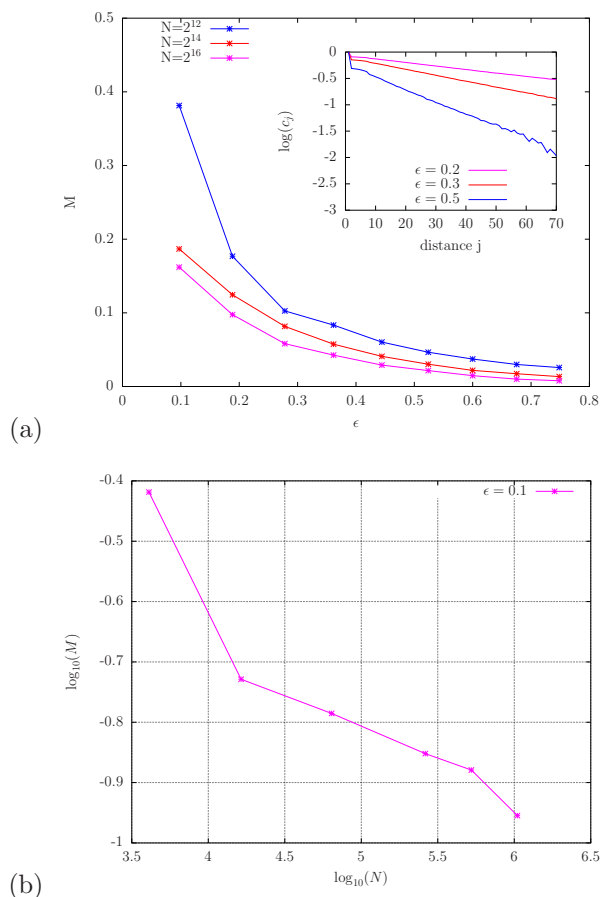 N=2^12
N=2^14
N=2^16
0.5
0.4
0.3
0.2
0.1
0
M
0 0.1 0.2 0.3 0.4 0.5 0.6 0.7 0.8
ϵ
0
-0.5
-1
-1.5
-2
-2.5
-3
log(c_j)
ϵ = 0.2
ϵ = 0.3
ϵ = 0.5
0 10 20 30 40 50 60 70
distance j
(a)
-0.4
-0.5
-0.6
-0.7
-0.8
-0.9
-1
log₁₀(M)
ϵ = 0.1
3.5 4 4.5 5 5.5 6 6.5
log₁₀(N)
(b)